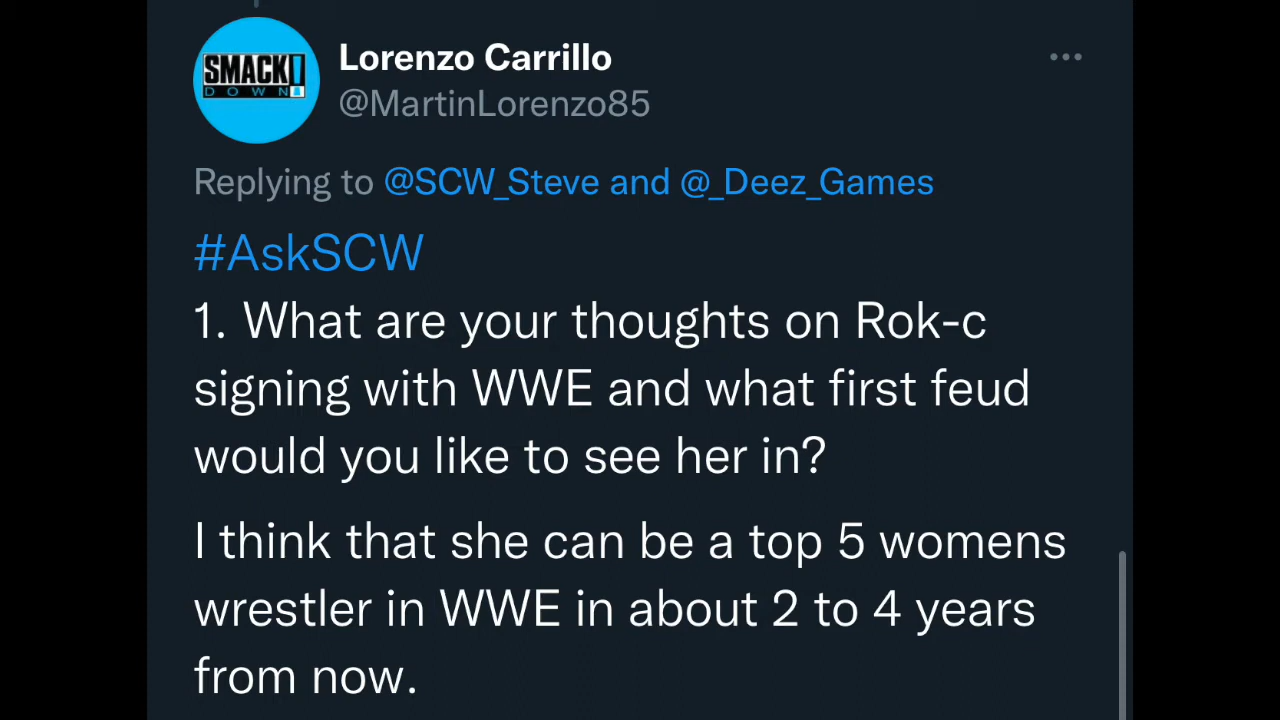 SMACK
DOWN!
Lorenzo Carrillo
@MartinLorenzo85
Replying to @SCW_Steve and @_Deez_Games
#AskSCW
1. What are your thoughts on Rok-c
signing with WWE and what first feud
would you like to see her in?
I think that she can be a top 5 womens
wrestler in WWE in about 2 to 4 years
from now.